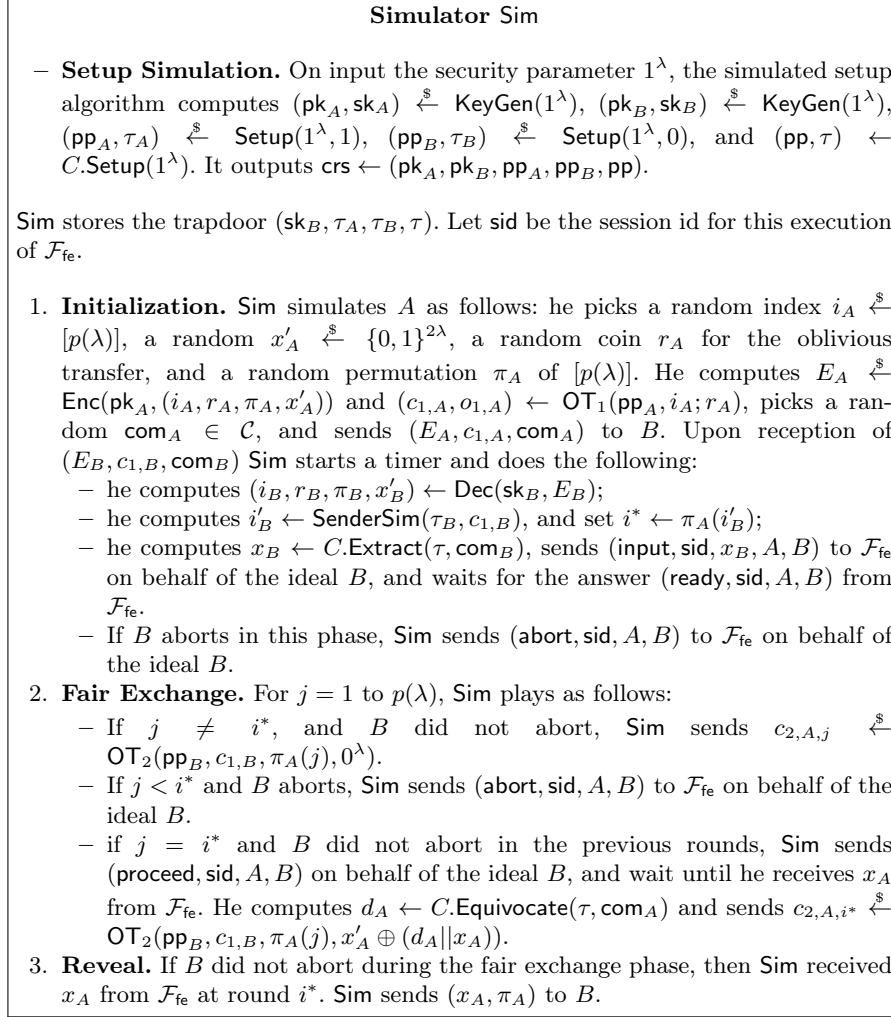 Simulator Sim
– Setup Simulation. On input the security parameter 1^λ, the simulated setup
algorithm computes (pk_A, sk_A) ←$ KeyGen(1^λ), (pk_B, sk_B) ←$ KeyGen(1^λ),
(pp_A, τ_A) ←$ Setup(1^λ, 1), (pp_B, τ_B) ←$ Setup(1^λ, 0), and (pp, τ) ←
C.Setup(1^λ). It outputs crs ← (pk_A, pk_B, pp_A, pp_B, pp).
Sim stores the trapdoor (sk_B, τ_A, τ_B, τ). Let sid be the session id for this execution
of F_fe.
1. Initialization. Sim simulates A as follows: he picks a random index i_A ←$
[p(λ)], a random x'_A ←$ {0, 1}^{2λ}, a random coin r_A for the oblivious
transfer, and a random permutation π_A of [p(λ)]. He computes E_A ←$
Enc(pk_A, (i_A, r_A, π_A, x'_A)) and (c_{1,A}, o_{1,A}) ← OT_1(pp_A, i_A; r_A), picks a ran-
dom com_A ∈ C, and sends (E_A, c_{1,A}, com_A) to B. Upon reception of
(E_B, c_{1,B}, com_B) Sim starts a timer and does the following:
– he computes (i_B, r_B, π_B, x'_B) ← Dec(sk_B, E_B);
– he computes i'_B ← SenderSim(τ_B, c_{1,B}), and set i* ← π_A(i'_B);
– he computes x_B ← C.Extract(τ, com_B), sends (input, sid, x_B, A, B) to F_fe
on behalf of the ideal B, and waits for the answer (ready, sid, A, B) from
F_fe.
– If B aborts in this phase, Sim sends (abort, sid, A, B) to F_fe on behalf of
the ideal B.
2. Fair Exchange. For j = 1 to p(λ), Sim plays as follows:
– If j ≠ i*, and B did not abort, Sim sends c_{2,A,j} ←$
OT_2(pp_B, c_{1,B}, π_A(j), 0^λ).
– If j < i* and B aborts, Sim sends (abort, sid, A, B) to F_fe on behalf of the
ideal B.
– if j = i* and B did not abort in the previous rounds, Sim sends
(proceed, sid, A, B) on behalf of the ideal B, and wait until he receives x_A
from F_fe. He computes d_A ← C.Equivocate(τ, com_A) and sends c_{2,A,i*} ←$
OT_2(pp_B, c_{1,B}, π_A(j), x'_A ⊕ (d_A||x_A)).
3. Reveal. If B did not abort during the fair exchange phase, then Sim received
x_A from F_fe at round i*. Sim sends (x_A, π_A) to B.